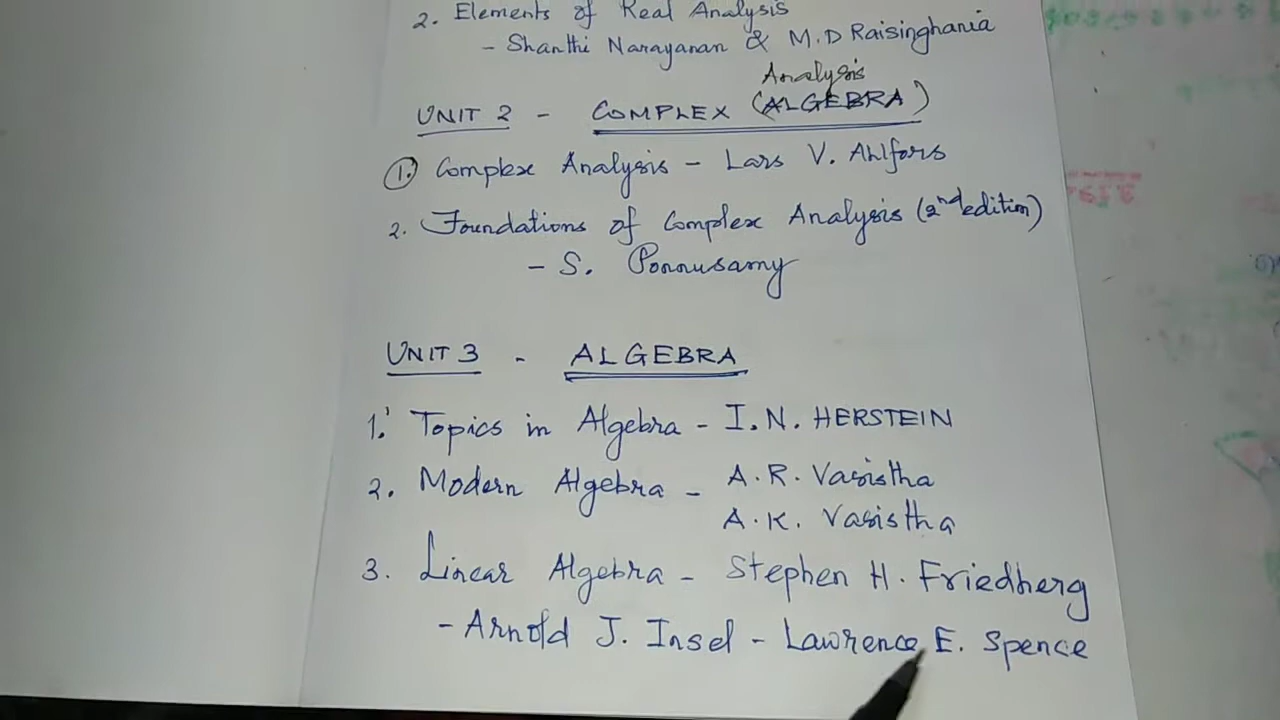 2. Elements of Real Analysis
- Shanthi Narayanan & M.D Raisinghania
Analysis
UNIT 2 - COMPLEX (ALGEBRA)
1. Complex Analysis - Lars V. Ahlfors
2. Foundations of Complex Analysis (2nd edition)
- S. Ponnusamy
UNIT 3 - ALGEBRA
1. Topics in Algebra - I.N. HERSTEIN
2. Modern Algebra - A.R. Vasistha
A.K. Vasistha
3. Linear Algebra - Stephen H. Friedberg
- Arnold J. Insel - Lawrence E. Spence